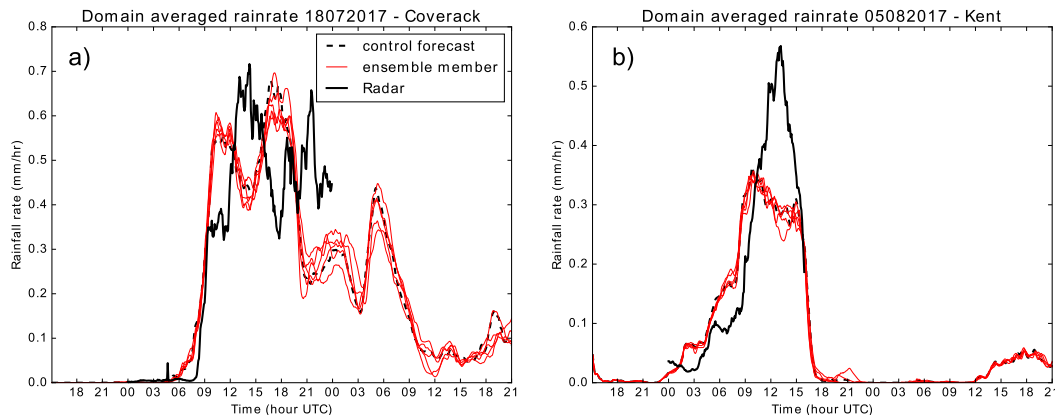 Domain averaged rainrate 18072017 - Coverack
a)
control forecast
ensemble member
Radar
Rainfall rate (mm/hr)
0.8
0.7
0.6
0.5
0.4
0.3
0.2
0.1
0.0
18 21 00 03 06 09 12 15 18 21 00 03 06 09 12 15 18 21
Time (hour UTC)
Domain averaged rainrate 05082017 - Kent
b)
Rainfall rate (mm/hr)
0.6
0.5
0.4
0.3
0.2
0.1
0.0
18 21 00 03 06 09 12 15 18 21 00 03 06 09 12 15 18 21
Time (hour UTC)